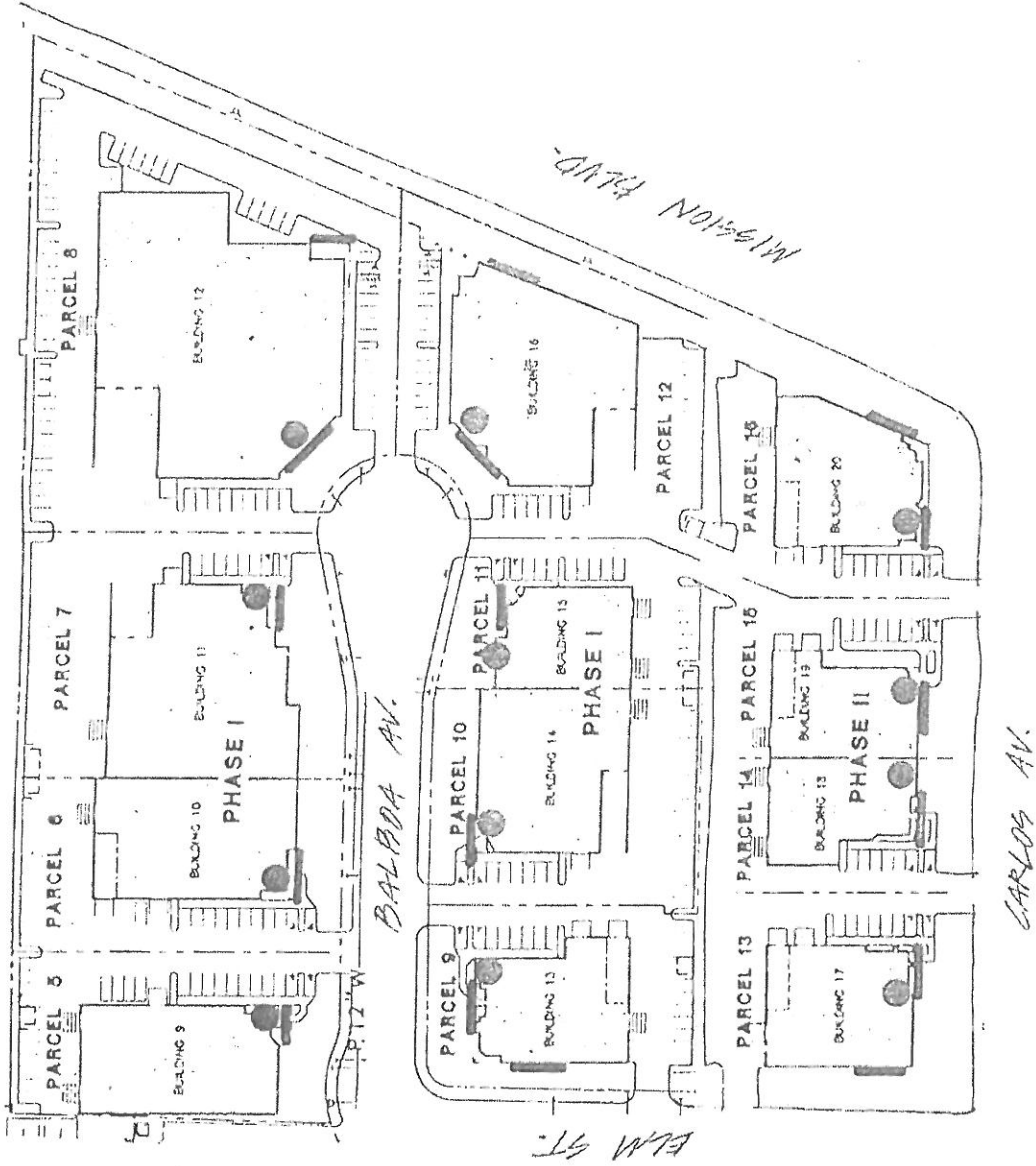 PARCEL 8
BUILDING 12
MISSION BLVD.
PARCEL 7
BUILDING 11
PHASE I
PARCEL 6
BUILDING 10
PARCEL 5
BUILDING 9
BALBOA AV.
BUILDING 16
PARCEL 12
PARCEL 11
BUILDING 15
PHASE I
PARCEL 10
BUILDING 14
PARCEL 9
BUILDING 13
ELM ST.
PARCEL 16
BUILDING 20
PARCEL 15
BUILDING 19
PHASE II
PARCEL 14
BUILDING 13
PARCEL 13
BUILDING 17
CARLOS AV.